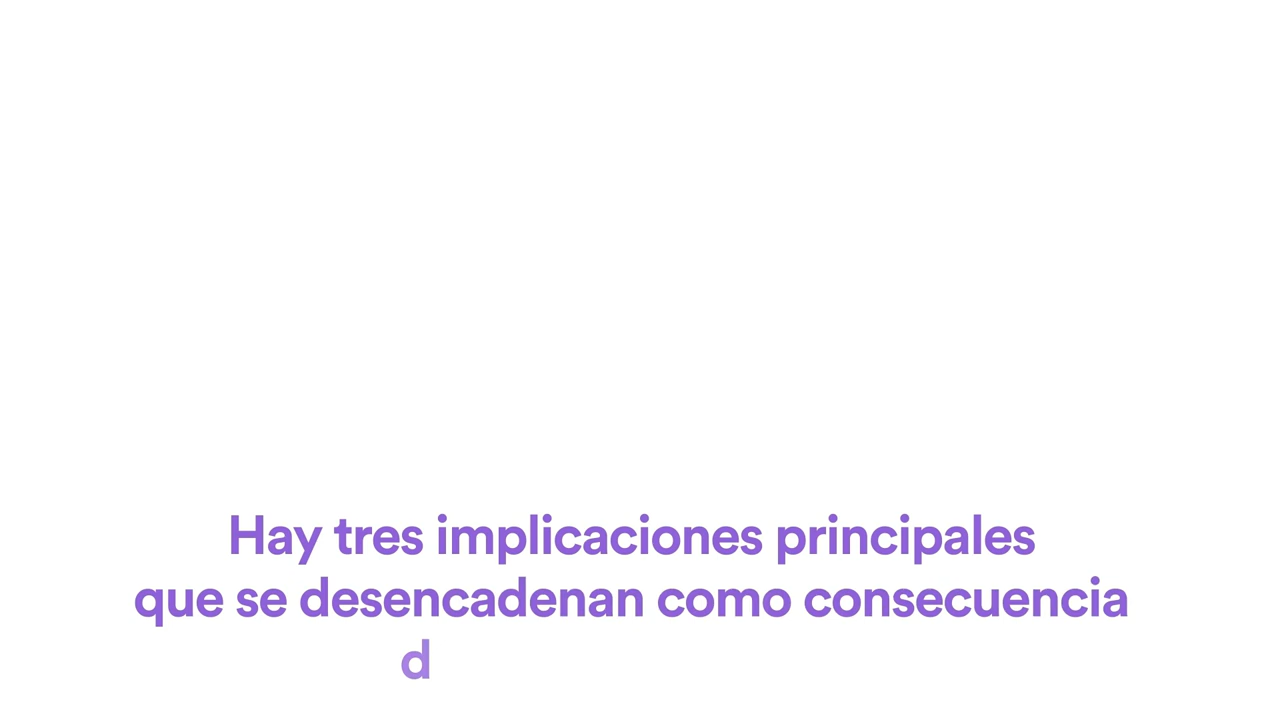 Hay tres implicaciones principales
que se desencadenan como consecuencia
d